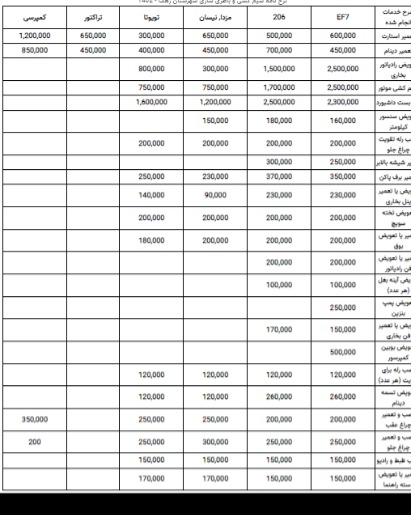 نرخ نامه سیم کشی و باطری سازی شهرستان - 1402
شرح خدمات انجام شده EF7 206 مزدا, نیسان تویوتا تراکتور کمپرسی
تعمیر استارت 600,000 500,000 650,000 300,000 650,000 1,200,000
تعمیر دینام 450,000 700,000 450,000 400,000 450,000 850,000
تعویض رادیاتور بخاری 2,500,000 1,500,000 900,000 800,000
سیم کشی موتور 2,500,000 1,700,000 750,000 750,000
بست داشبورد 2,300,000 2,500,000 1,200,000 1,600,000
تعویض سنسور کیلومتر 160,000 180,000 150,000
نصب رله تقویت چراغ جلو 200,000 200,000 200,000 200,000
شیشه بالابر 250,000 300,000
تعمیر برف پاکن 350,000 370,000 230,000 250,000
تعویض یا تعمیر پنل بخاری 230,000 230,000 90,000 140,000
تعویض تخته سویچ 200,000 200,000 200,000 200,000
تعمیر یا تعویض بوق 200,000 200,000 200,000 180,000
تعمیر یا تعویض فن رادیاتور 200,000 200,000
تعویض آینه بغل (هر عدد) 100,000 100,000
تعویض پمپ بنزین 250,000
تعویض یا تعمیر فن بخاری 150,000 170,000
تعویض بوبین کمپرسور 500,000
نصب رله برای (هر عدد) 120,000 120,000 120,000 120,000
تعویض تسمه دینام 260,000 260,000 120,000 120,000
نصب و تعمیر چراغ عقب 200,000 200,000 250,000 250,000 350,000
نصب و تعمیر چراغ جلو 250,000 250,000 300,000 250,000 200
ضبط و رادیو 150,000 150,000 150,000 150,000
تعمیر یا تعویض دسته راهنما 150,000 150,000 170,000 170,000